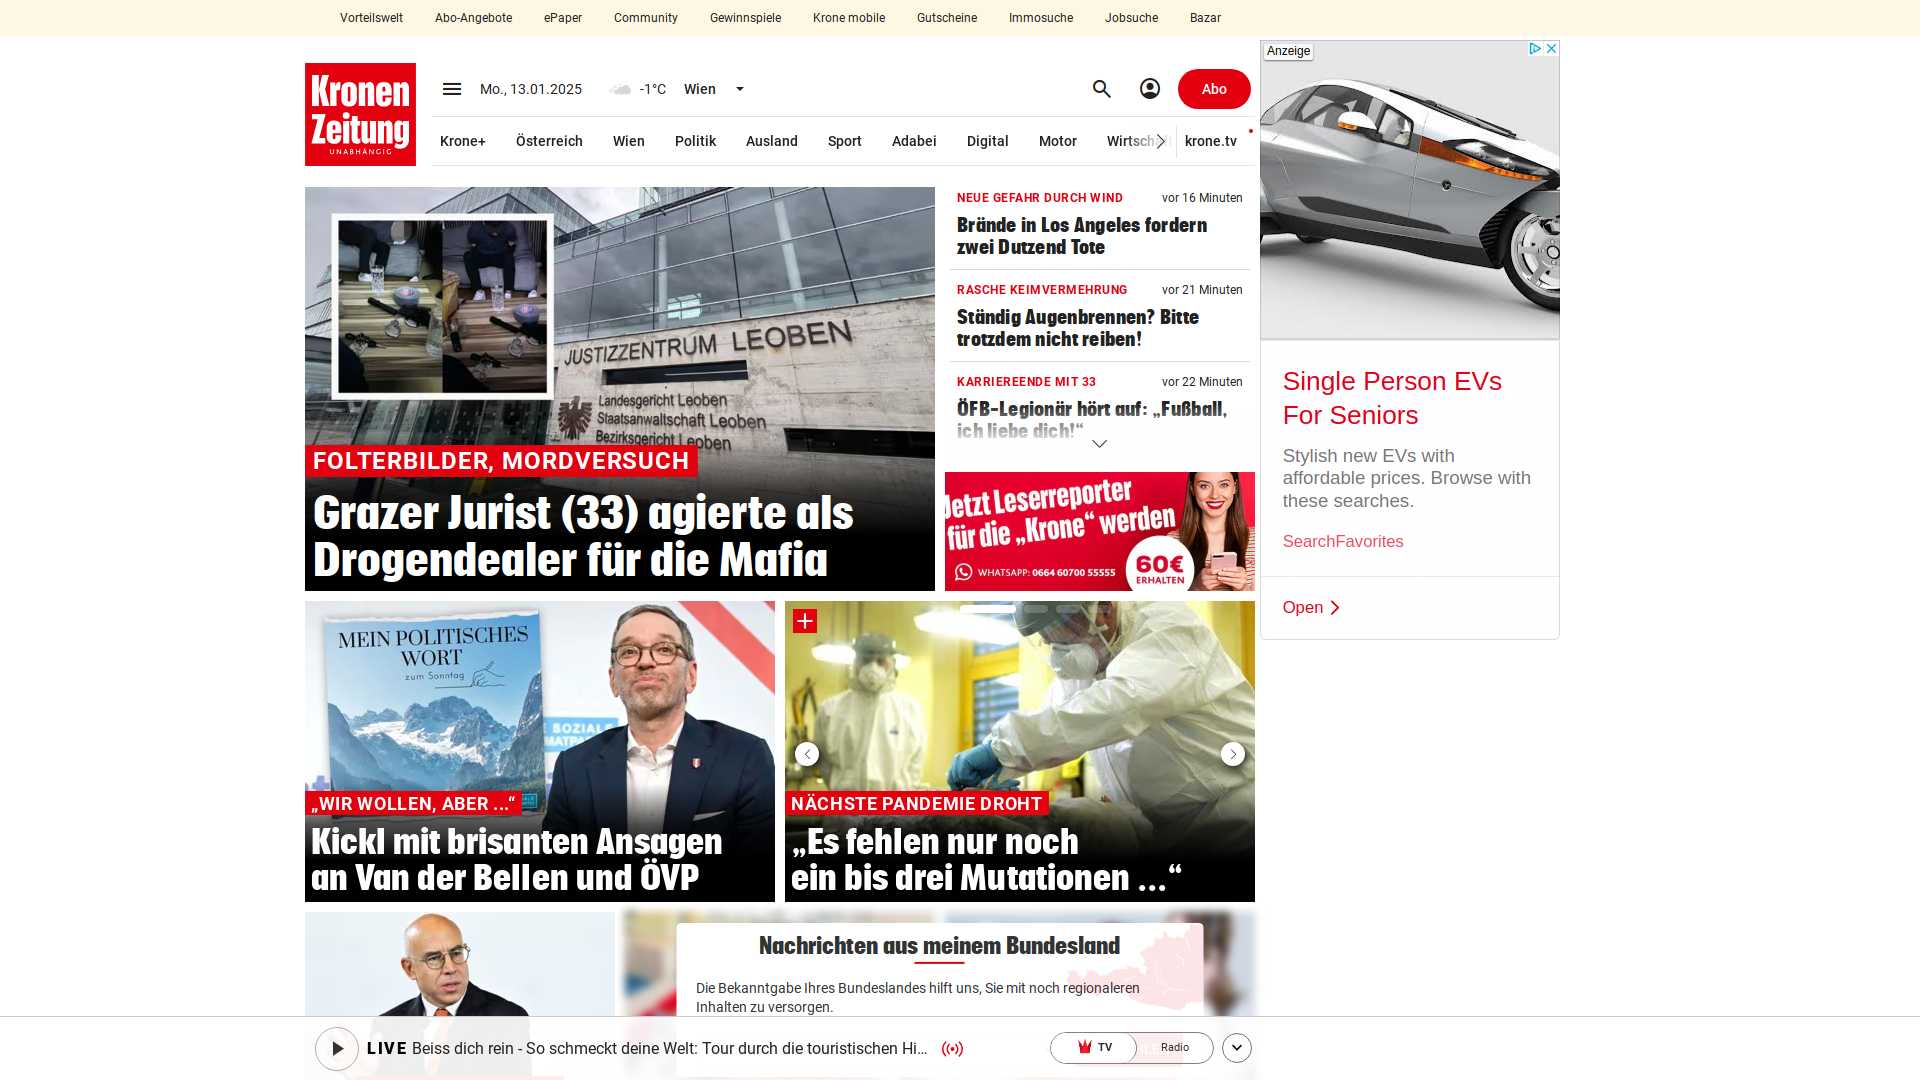 Vorteilswelt
Abo-Angebote
ePaper
Community
Gewinnspiele
Krone mobile
Gutscheine
Immosuche
Jobsuche
Bazar
Kronen
Zeitung
UNABHÄNGIG
Mo., 13.01.2025
-1°C
Wien
Abo
Krone+
Österreich
Wien
Politik
Ausland
Sport
Adabei
Digital
Motor
Wirtschaft
krone.tv
JUSTIZZENTRUM LEOBEN
Landesgericht Leoben
Staatsanwaltschaft Leoben
Bezirksgericht Leoben
FOLTERBILDER, MORDVERSUCH
Grazer Jurist (33) agierte als
Drogendealer für die Mafia
NEUE GEFAHR DURCH WIND
vor 16 Minuten
Brände in Los Angeles fordern
zwei Dutzend Tote
RASCHE KEIMVERMEHRUNG
vor 21 Minuten
Ständig Augenbrennen? Bitte
trotzdem nicht reiben!
KARRIEREENDE MIT 33
vor 22 Minuten
ÖFB-Legionär hört auf: „Fußball,
ich liebe dich!“
Jetzt Leserreporter
für die „Krone“ werden
WHATSAPP: 0664 60700 55555
60€
ERHALTEN
Anzeige
Single Person EVs
For Seniors
Stylish new EVs with
affordable prices. Browse with
these searches.
SearchFavorites
Open
MEIN POLITISCHES
WORT
zum Sonntag
E SOZIALE
„WIR WOLLEN, ABER ...“
Kickl mit brisanten Ansagen
an Van der Bellen und ÖVP
NÄCHSTE PANDEMIE DROHT
„Es fehlen nur noch
ein bis drei Mutationen ...“
Nachrichten aus meinem Bundesland
Die Bekanntgabe Ihres Bundeslandes hilft uns, Sie mit noch regionaleren
Inhalten zu versorgen.
LIVE Beiss dich rein - So schmeckt deine Welt: Tour durch die touristischen Hi...
TV
Radio